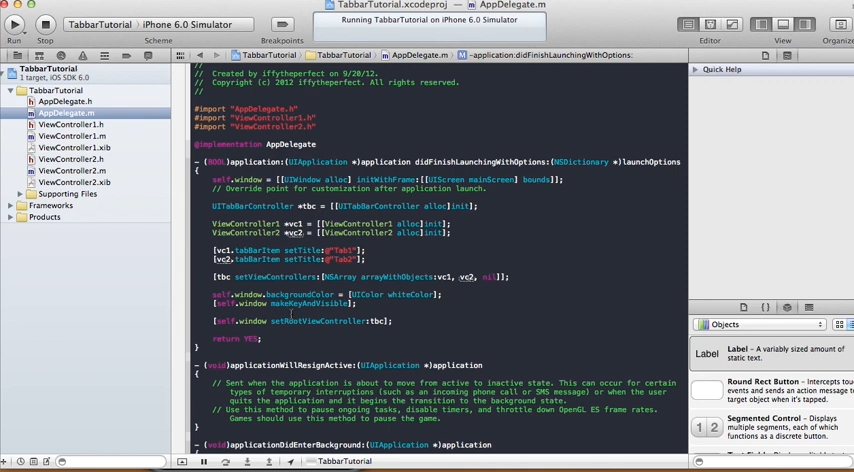 TabbarTutorial.xcodeproj — AppDelegate.m
Run
Stop
TabbarTutorial
iPhone 6.0 Simulator
Scheme
Breakpoints
Running TabbarTutorial on iPhone 6.0 Simulator
Editor
View
Organiz
TabbarTutorial
TabbarTutorial
AppDelegate.m
-application:didFinishLaunchingWithOptions:
TabbarTutorial
1 target, iOS SDK 6.0
TabbarTutorial
AppDelegate.h
AppDelegate.m
ViewController1.h
ViewController1.m
ViewController1.xib
ViewController2.h
ViewController2.m
ViewController2.xib
Supporting Files
Frameworks
Products
//
// Created by iffytheperfect on 9/20/12.
// Copyright (c) 2012 iffytheperfect. All rights reserved.
//
#import "AppDelegate.h"
#import "ViewController1.h"
#import "ViewController2.h"
@implementation AppDelegate
- (BOOL)application:(UIApplication *)application didFinishLaunchingWithOptions:(NSDictionary *)launchOptions
{
self.window = [[UIWindow alloc] initWithFrame:[[UIScreen mainScreen] bounds]];
// Override point for customization after application launch.
UITabBarController *tbc = [[UITabBarController alloc]init];
ViewController1 *vc1 = [[ViewController1 alloc]init];
ViewController2 *vc2 = [[ViewController2 alloc]init];
[vc1.tabBarItem setTitle:@"Tab1"];
[vc2.tabBarItem setTitle:@"Tab2"];
[tbc setViewControllers:[NSArray arrayWithObjects:vc1, vc2, nil]];
self.window.backgroundColor = [UIColor whiteColor];
[self.window makeKeyAndVisible];
[self.window setRootViewController:tbc];
return YES;
}
- (void)applicationWillResignActive:(UIApplication *)application
{
// Sent when the application is about to move from active to inactive state. This can occur for certain
types of temporary interruptions (such as an incoming phone call or SMS message) or when the user
quits the application and it begins the transition to the background state.
// Use this method to pause ongoing tasks, disable timers, and throttle down OpenGL ES frame rates.
Games should use this method to pause the game.
}
- (void)applicationDidEnterBackground:(UIApplication *)application
TabbarTutorial
Quick Help
Objects
Label
Label – A variably sized amount of
static text.
Round Rect Button – Intercepts touch
events and sends an action message to
target object when it's tapped.
1 2
Segmented Control – Displays
multiple segments, each of which
functions as a discrete button.